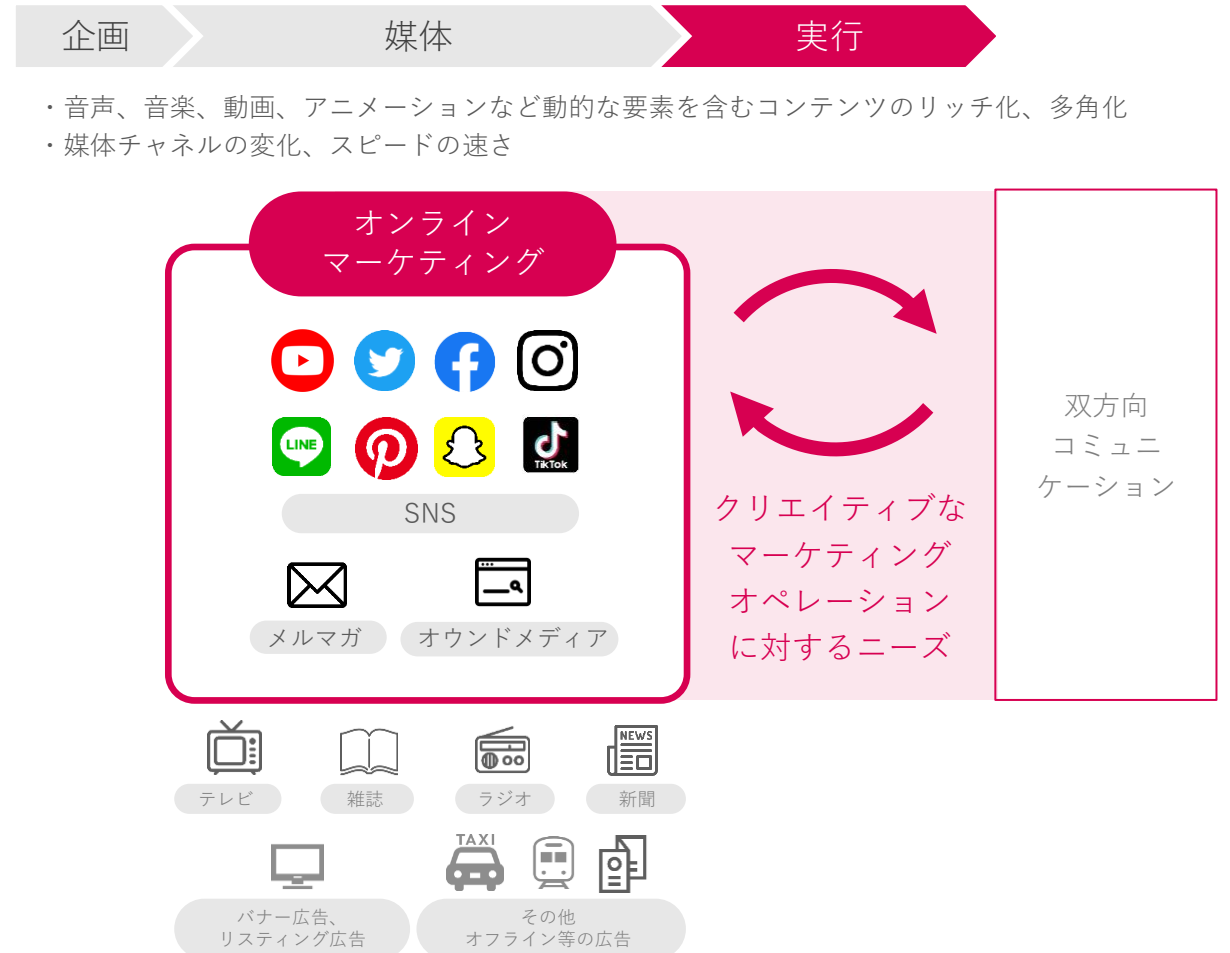 企画
媒体
実行
・音声、音楽、動画、アニメーションなど動的な要素を含むコンテンツのリッチ化、多角化
・媒体チャネルの変化、スピードの速さ
オンライン
マーケティング
LINE
TikTok
SNS
メルマガ
オウンドメディア
クリエイティブな
マーケティング
オペレーション
に対するニーズ
双方向
コミュニ
ケーション
NEWS
テレビ
雑誌
ラジオ
新聞
TAXI
バナー広告、
リスティング広告
その他
オフライン等の広告